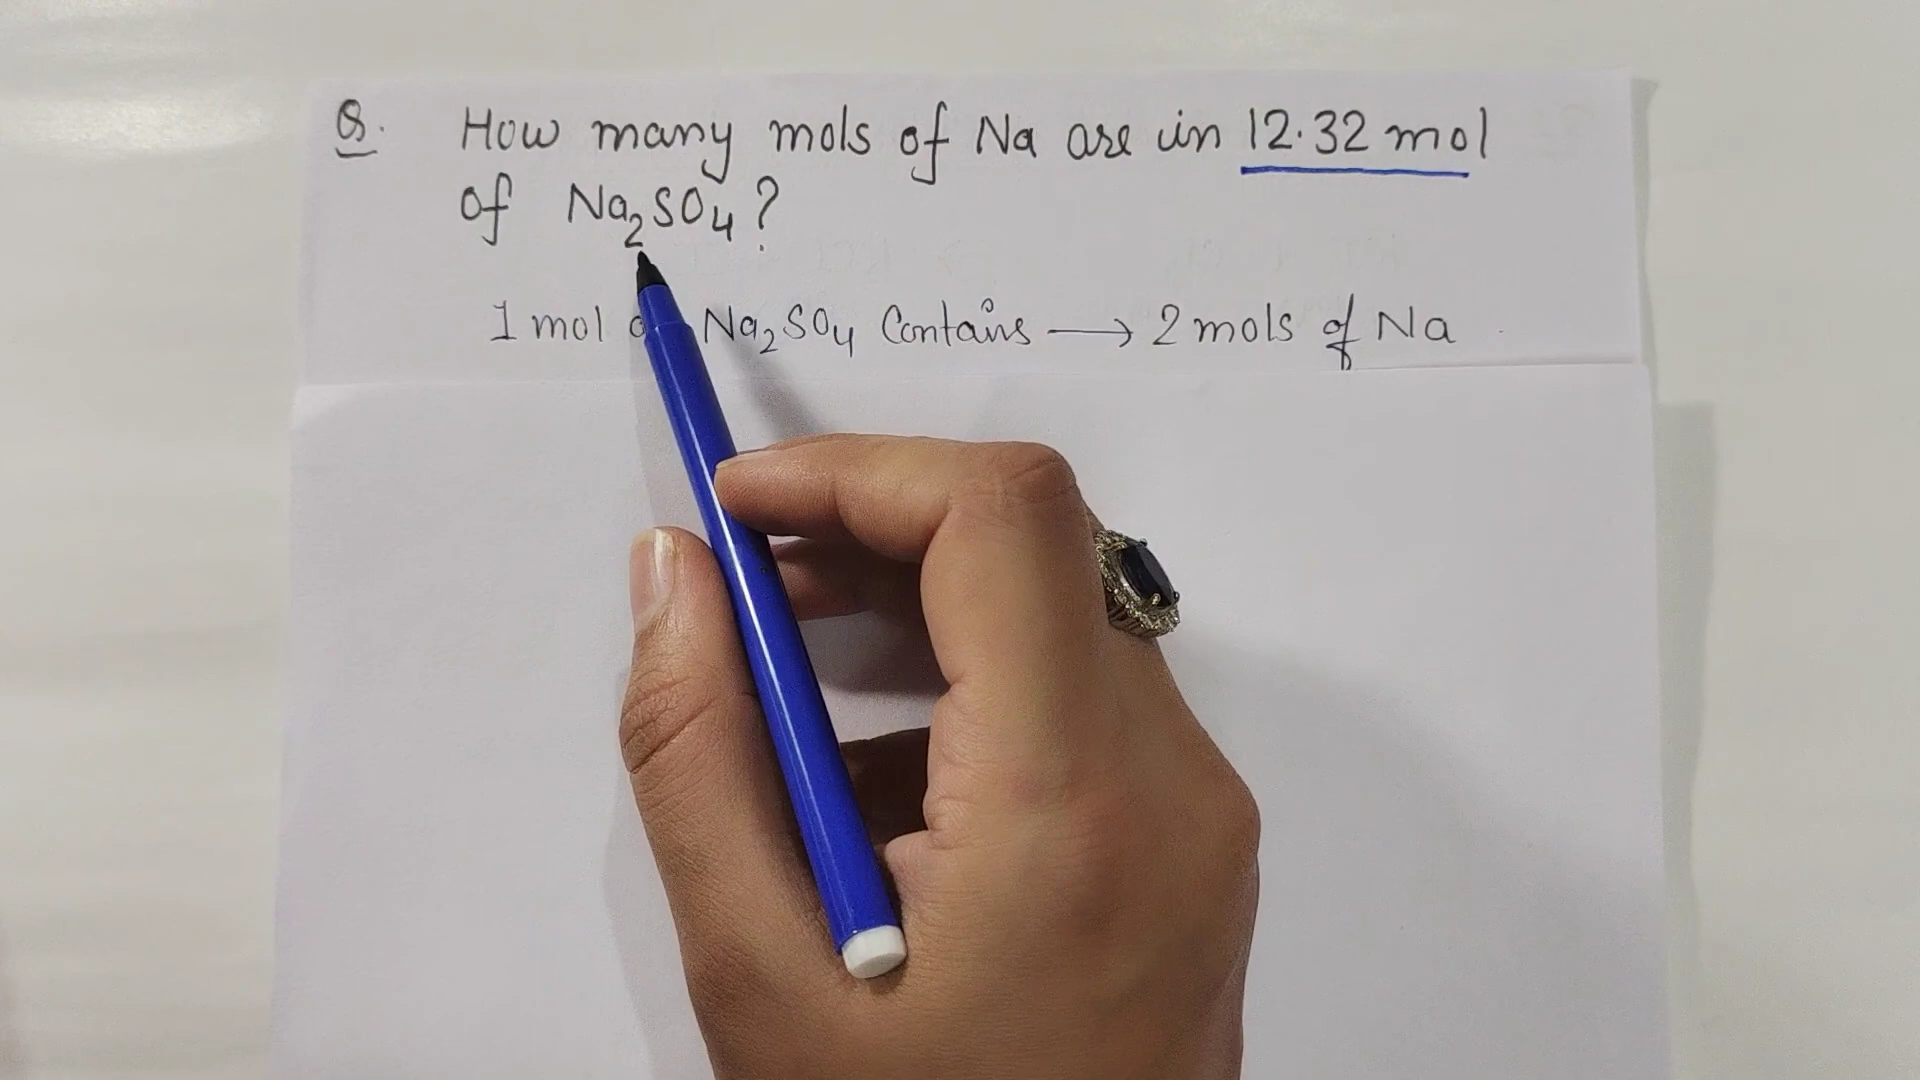 Q. How many mols of Na are in 12.32 mol
of Na₂SO₄?
1 mol Na₂SO₄ Contains → 2 mols of Na